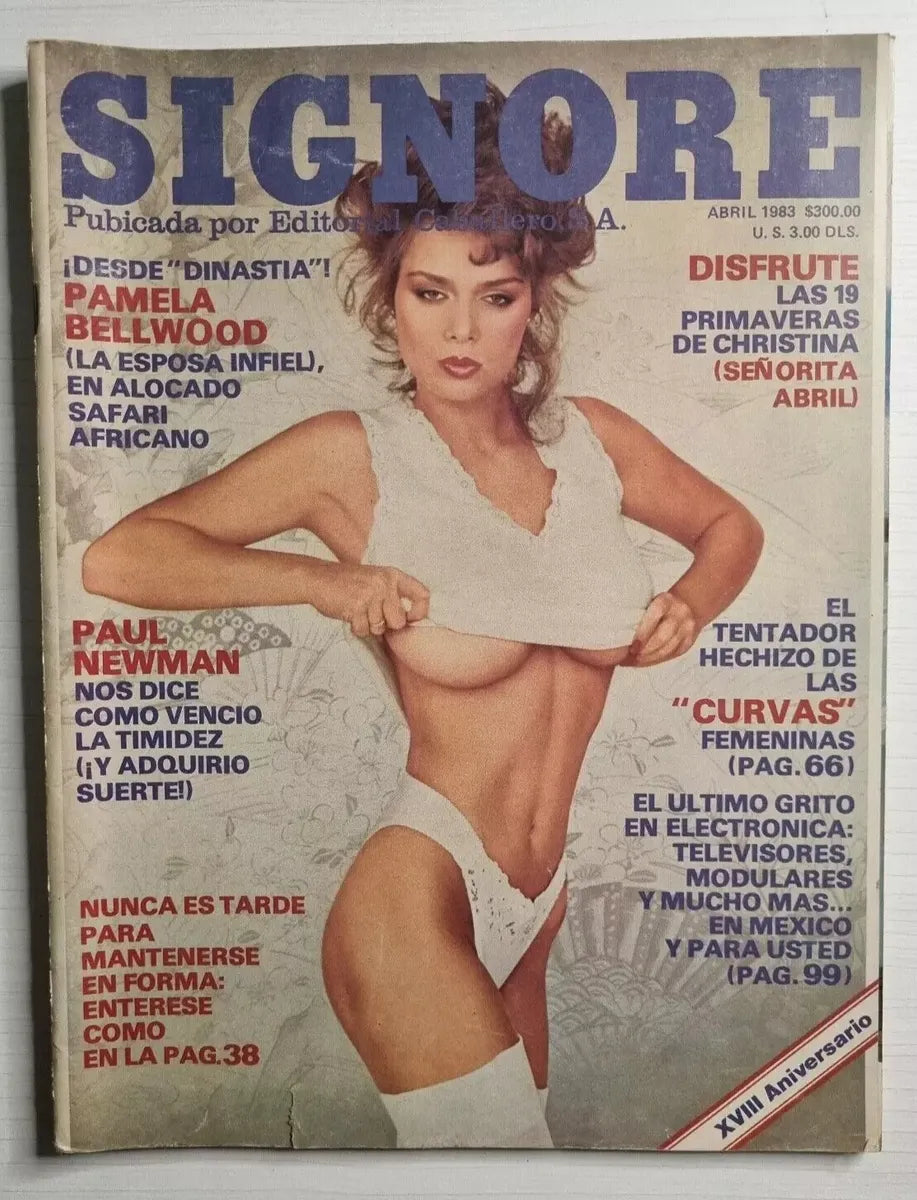 SIGNORE
Pubicada por Editorial Caballero, S.A.
ABRIL 1983 $300.00
U. S. 3.00 DLS.
¡DESDE "DINASTIA"!
PAMELA
BELLWOOD
(LA ESPOSA INFIEL),
EN ALOCADO
SAFARI
AFRICANO
DISFRUTE
LAS 19
PRIMAVERAS
DE CHRISTINA
(SEÑORITA
ABRIL)
PAUL
NEWMAN
NOS DICE
COMO VENCIO
LA TIMIDEZ
(¡Y ADQUIRIO
SUERTE!)
EL
TENTADOR
HECHIZO DE
LAS
"CURVAS"
FEMENINAS
(PAG. 66)
EL ULTIMO GRITO
EN ELECTRONICA:
TELEVISORES,
MODULARES
Y MUCHO MAS...
EN MEXICO
Y PARA USTED
(PAG. 99)
NUNCA ES TARDE
PARA
MANTENERSE
EN FORMA:
ENTERESE
COMO
EN LA PAG.38
XVIII Aniversario